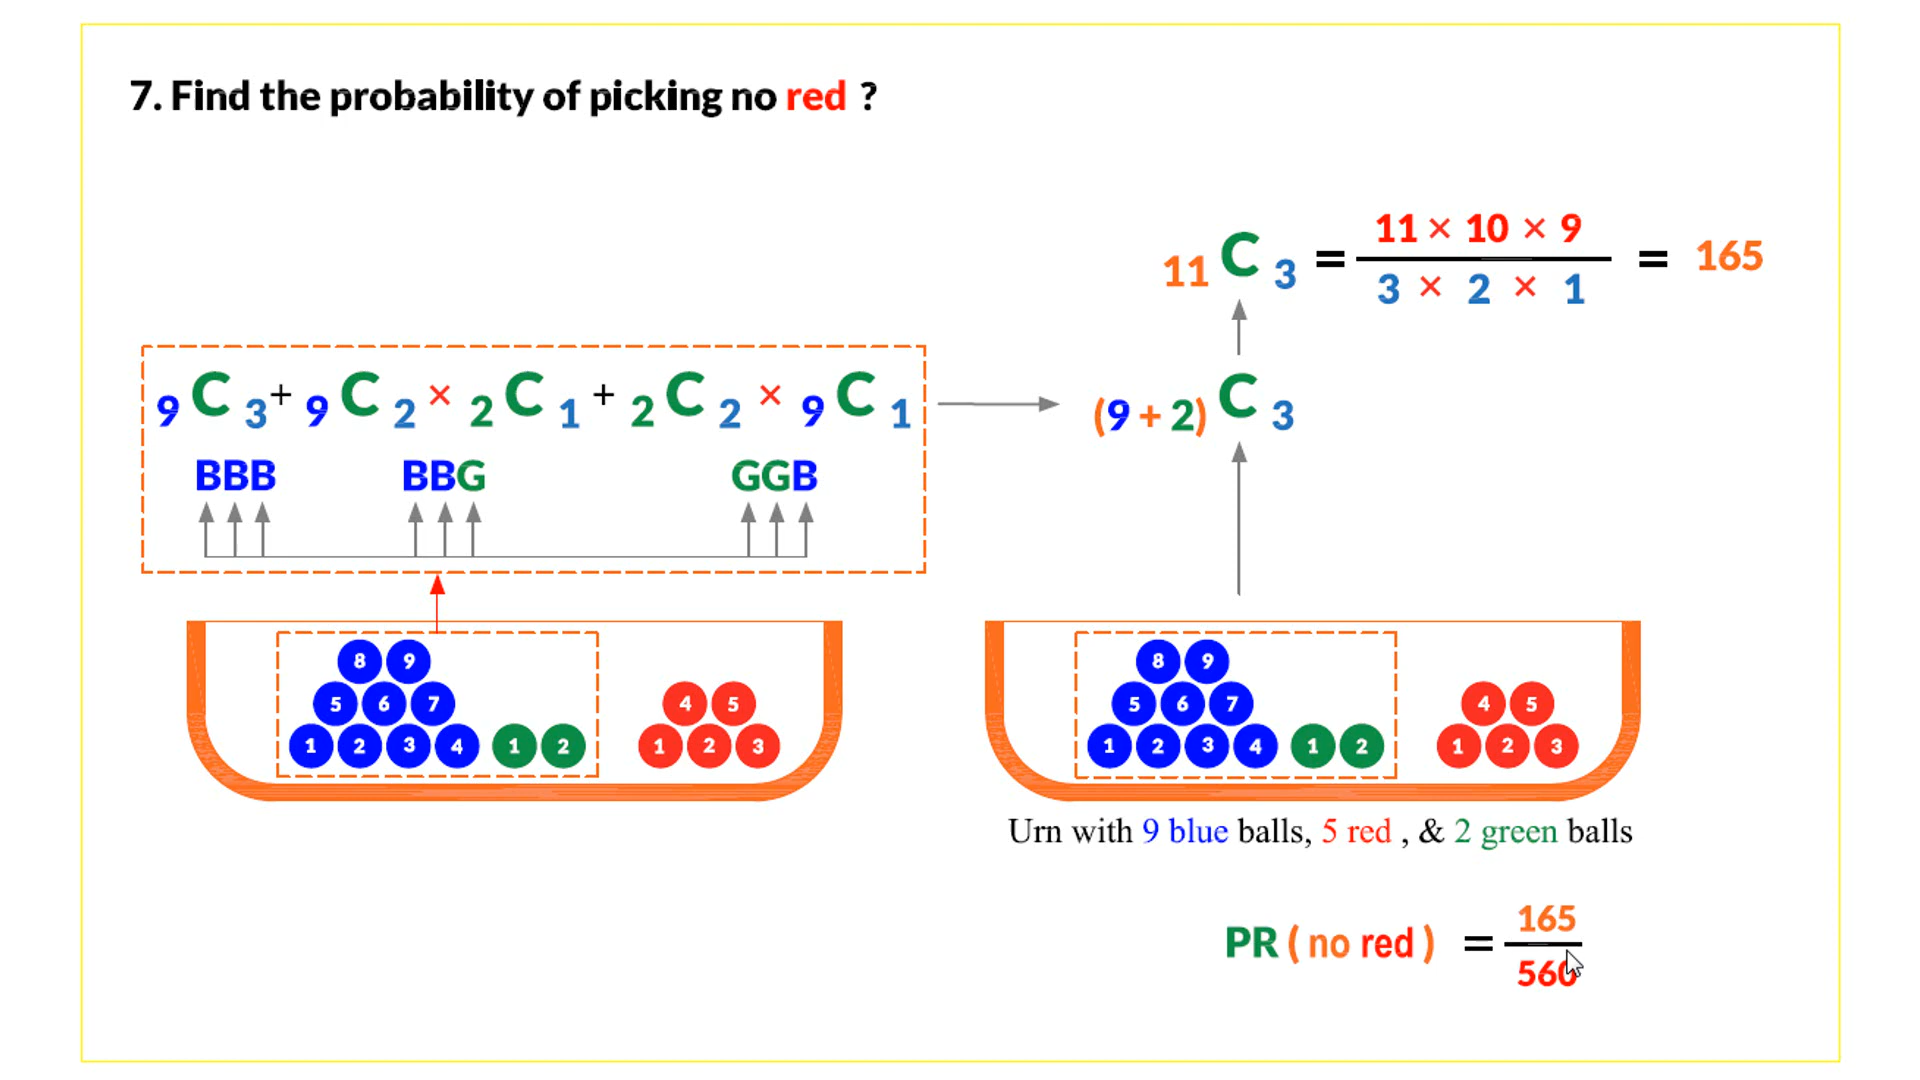 7. Find the probability of picking no red ?
11 C 3 = 11 × 10 × 9 / 3 × 2 × 1 = 165
9 C 3 + 9 C 2 × 2 C 1 + 2 C 2 × 9 C 1
(9 + 2) C 3
BBB BBG GGB
8 9
5 6 7
4 5
1 2 3 4
1 2
1 2 3
8 9
5 6 7
4 5
1 2 3 4
1 2
1 2 3
Urn with 9 blue balls, 5 red , & 2 green balls
PR ( no red ) = 165 / 560